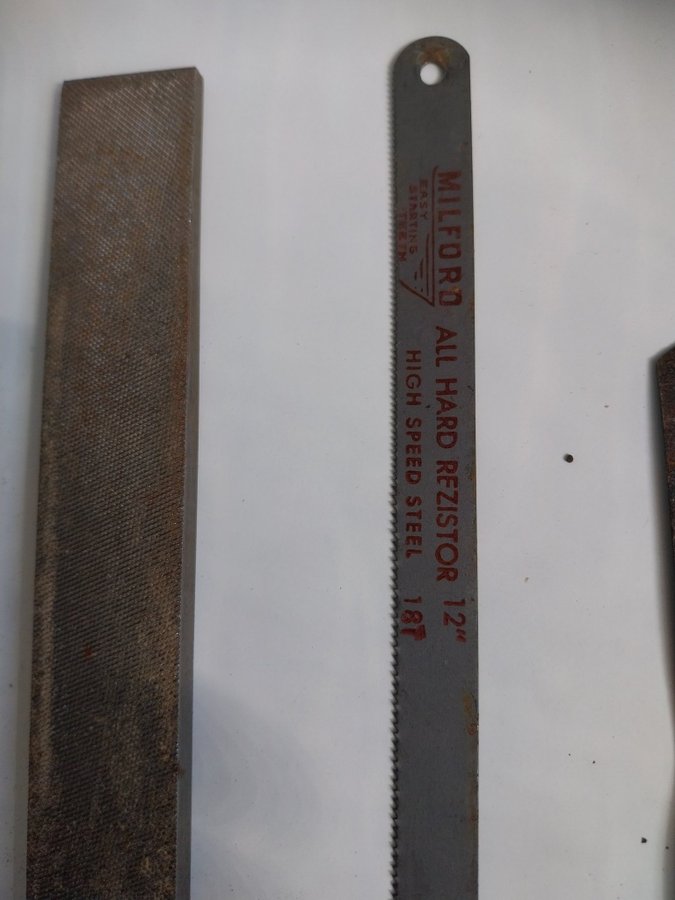 MILFORD ALL HARD REZISTOR 12"
EASY
STARTING
TEETH
HIGH SPEED STEEL 18T